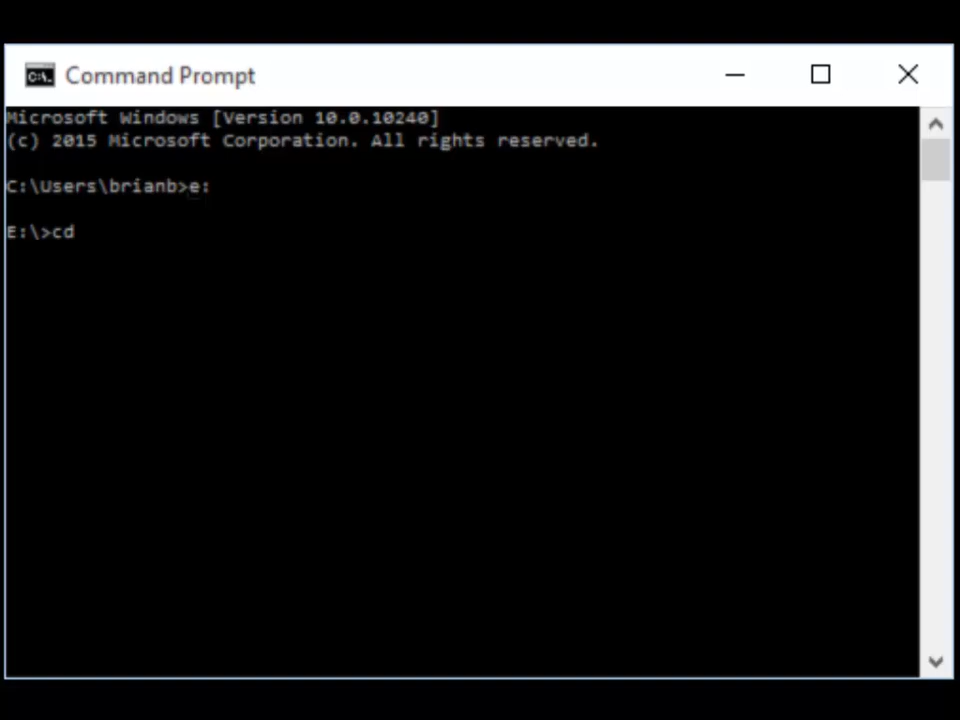 Command Prompt
Microsoft Windows [Version 10.0.10240]
(c) 2015 Microsoft Corporation. All rights reserved.
C:\Users\brianb>e:
E:\>cd